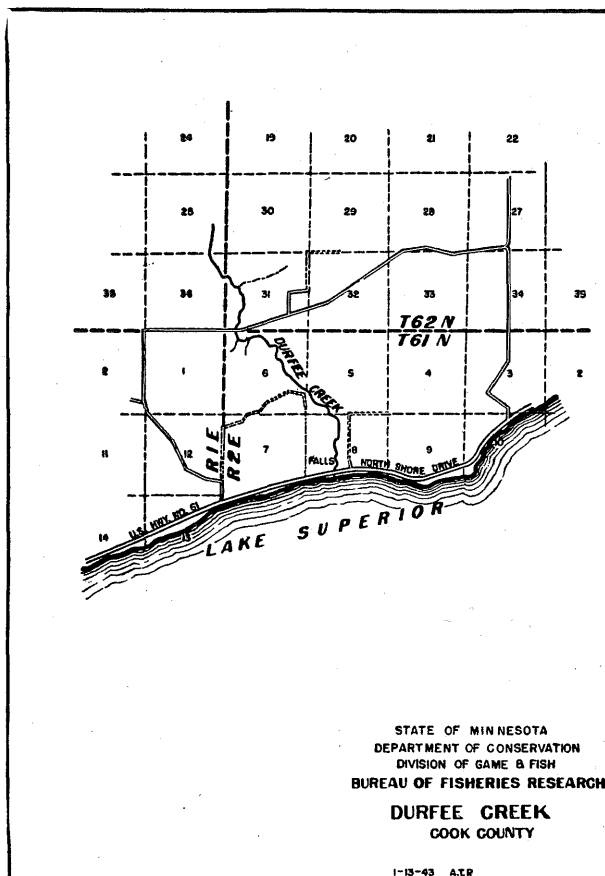 24 19 20 21 22
25 30 29 28 27
35 36 31 32 33 34 39
T62N
T61N
DURFEE CREEK
2 1 6 5 4 3 2
R1E
R2E
11 12 7 8 9 10
FALLS
NORTH SHORE DRIVE
U.S. HWY. NO. 61
14 13
LAKE SUPERIOR
STATE OF MINNESOTA
DEPARTMENT OF CONSERVATION
DIVISION OF GAME & FISH
BUREAU OF FISHERIES RESEARCH
DURFEE CREEK
COOK COUNTY
1-13-43 A.T.R